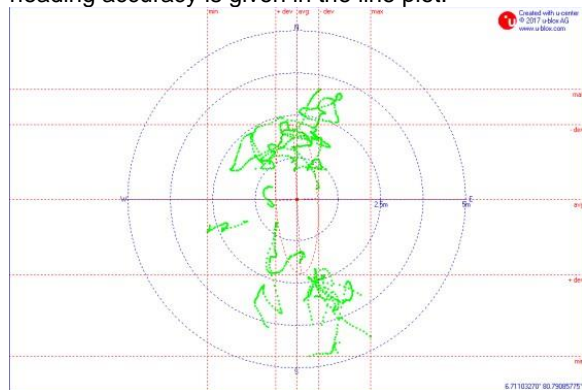 heading accuracy is given in the line plot.
Created with u-center
© 2017 u-blox AG
www.u-blox.com
min
+ dev
avg
- dev
max
N
max
- dev
W
2.5m
5m
E
avg
+ dev
S
min
6.71103270° 80.79085775°